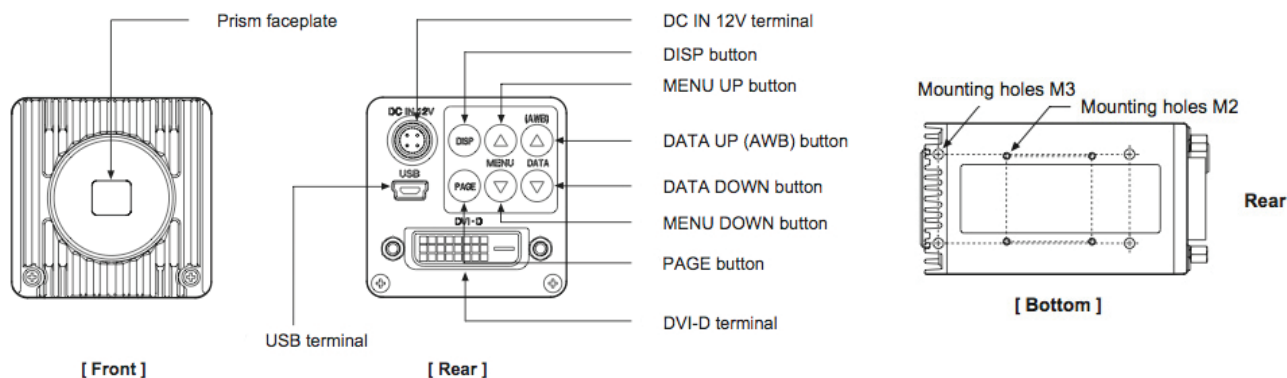 Prism faceplate
[ Front ]
DC IN 12V
(AWB)
DISP
MENU DATA
USB
PAGE
DVI-D
USB terminal
[ Rear ]
DC IN 12V terminal
DISP button
MENU UP button
DATA UP (AWB) button
DATA DOWN button
MENU DOWN button
PAGE button
DVI-D terminal
Mounting holes M3
Mounting holes M2
Rear
[ Bottom ]